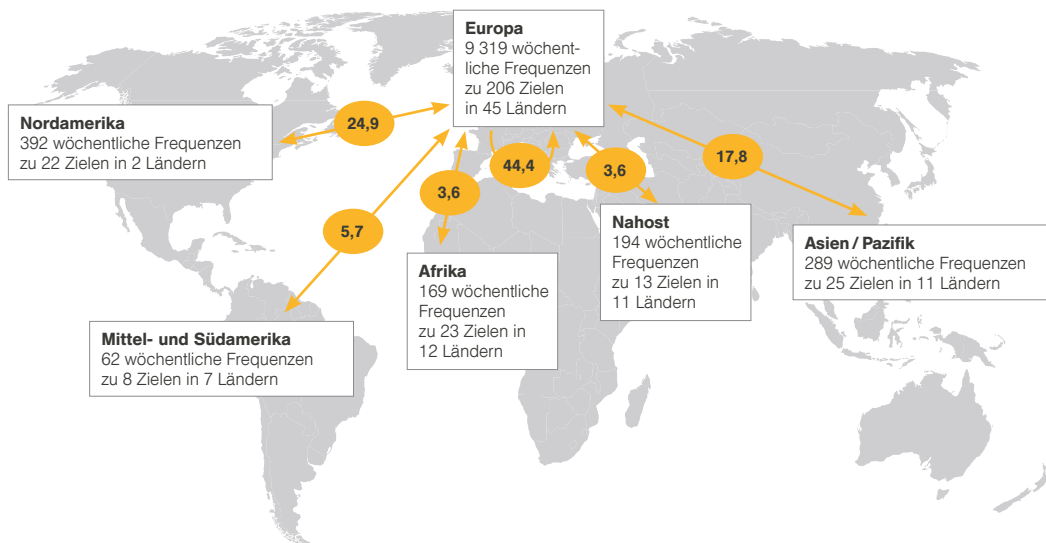 Europa
9 319 wöchent-
liche Frequenzen
zu 206 Zielen
in 45 Ländern
Nordamerika
392 wöchentliche Frequenzen
zu 22 Zielen in 2 Ländern
24,9
44,4
3,6
17,8
3,6
5,7
Nahost
194 wöchentliche
Frequenzen
zu 13 Zielen in
11 Ländern
Asien / Pazifik
289 wöchentliche Frequenzen
zu 25 Zielen in 11 Ländern
Afrika
169 wöchentliche
Frequenzen
zu 23 Zielen in
12 Ländern
Mittel- und Südamerika
62 wöchentliche Frequenzen
zu 8 Zielen in 7 Ländern